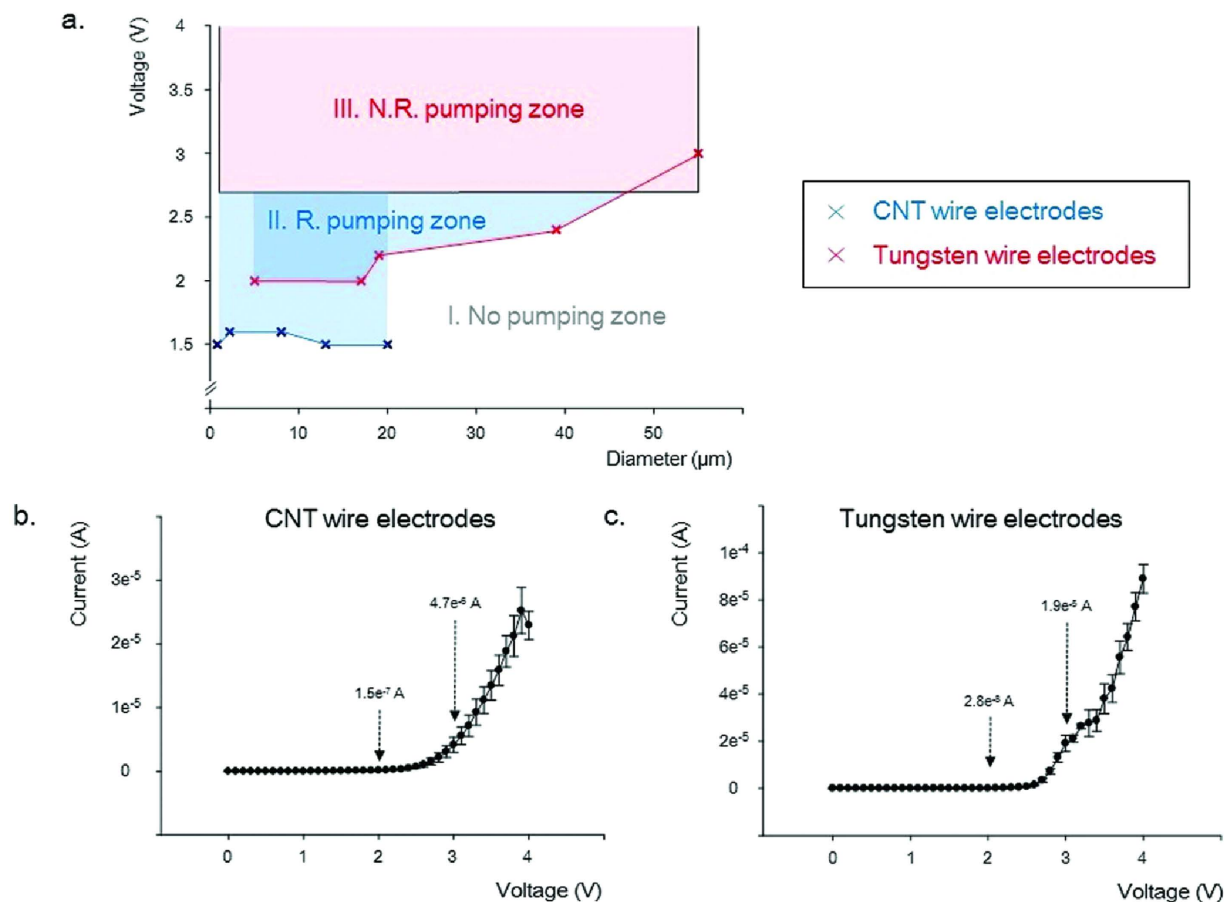 a.
Voltage (V)
4
3.5
3
2.5
2
1.5
III. N.R. pumping zone
II. R. pumping zone
I. No pumping zone
0 10 20 30 40 50
Diameter (µm)
CNT wire electrodes
Tungsten wire electrodes
b.
CNT wire electrodes
Current (A)
3e-5
2e-5
1e-5
0
4.7e-6 A
1.5e-7 A
0 1 2 3 4
Voltage (V)
c.
Tungsten wire electrodes
Current (A)
1e-4
8e-5
6e-5
4e-5
2e-5
0
1.9e-5 A
2.8e-8 A
0 1 2 3 4
Voltage (V)